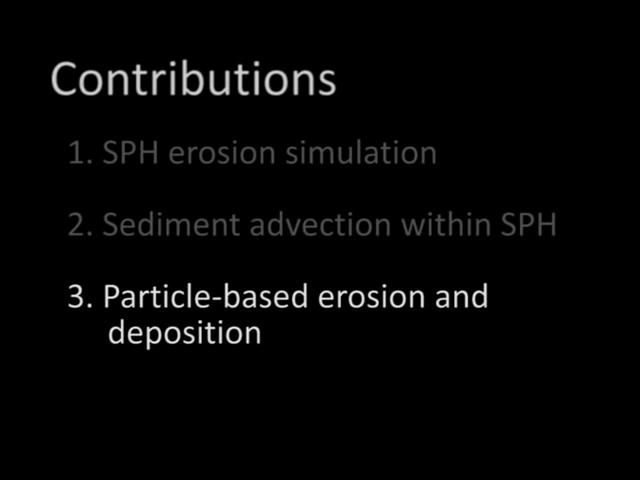 Contributions
1. SPH erosion simulation
2. Sediment advection within SPH
3. Particle-based erosion and
deposition